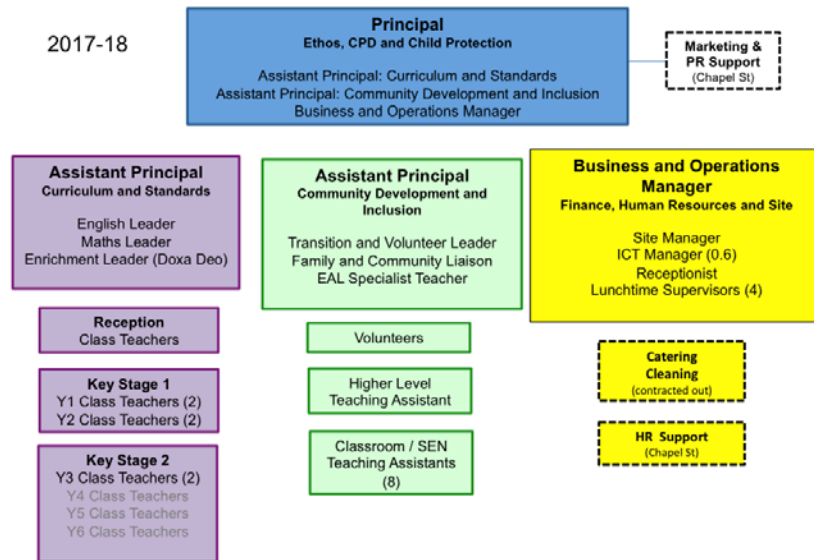 2017-18
Principal
Ethos, CPD and Child Protection
Assistant Principal: Curriculum and Standards
Assistant Principal: Community Development and Inclusion
Business and Operations Manager
Marketing &
PR Support
(Chapel St)
Assistant Principal
Curriculum and Standards
English Leader
Maths Leader
Enrichment Leader (Doxa Deo)
Reception
Class Teachers
Key Stage 1
Y1 Class Teachers (2)
Y2 Class Teachers (2)
Key Stage 2
Y3 Class Teachers (2)
Y4 Class Teachers
Y5 Class Teachers
Y6 Class Teachers
Assistant Principal
Community Development and
Inclusion
Transition and Volunteer Leader
Family and Community Liaison
EAL Specialist Teacher
Volunteers
Higher Level
Teaching Assistant
Classroom / SEN
Teaching Assistants
(8)
Business and Operations
Manager
Finance, Human Resources and Site
Site Manager
ICT Manager (0.6)
Receptionist
Lunchtime Supervisors (4)
Catering
Cleaning
(contracted out)
HR Support
(Chapel St)